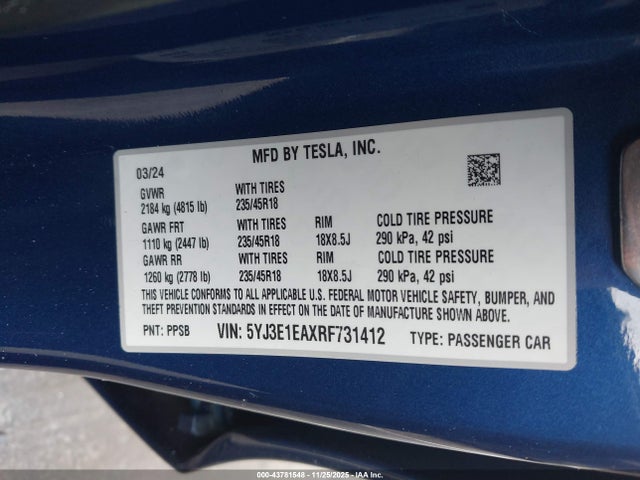 MFD BY TESLA, INC.
03/24
GVWR WITH TIRES
2184 kg (4815 lb) 235/45R18
GAWR FRT WITH TIRES RIM COLD TIRE PRESSURE
1110 kg (2447 lb) 235/45R18 18X8.5J 290 kPa, 42 psi
GAWR RR WITH TIRES RIM COLD TIRE PRESSURE
1260 kg (2778 lb) 235/45R18 18X8.5J 290 kPa, 42 psi
THIS VEHICLE CONFORMS TO ALL APPLICABLE U.S. FEDERAL MOTOR VEHICLE SAFETY, BUMPER, AND
THEFT PREVENTION STANDARDS IN EFFECT ON THE DATE OF MANUFACTURE SHOWN ABOVE.
PNT: PPSB VIN: 5YJ3E1EAXRF731412 TYPE: PASSENGER CAR
000-43781548 - 11/25/2025 - IAA Inc.